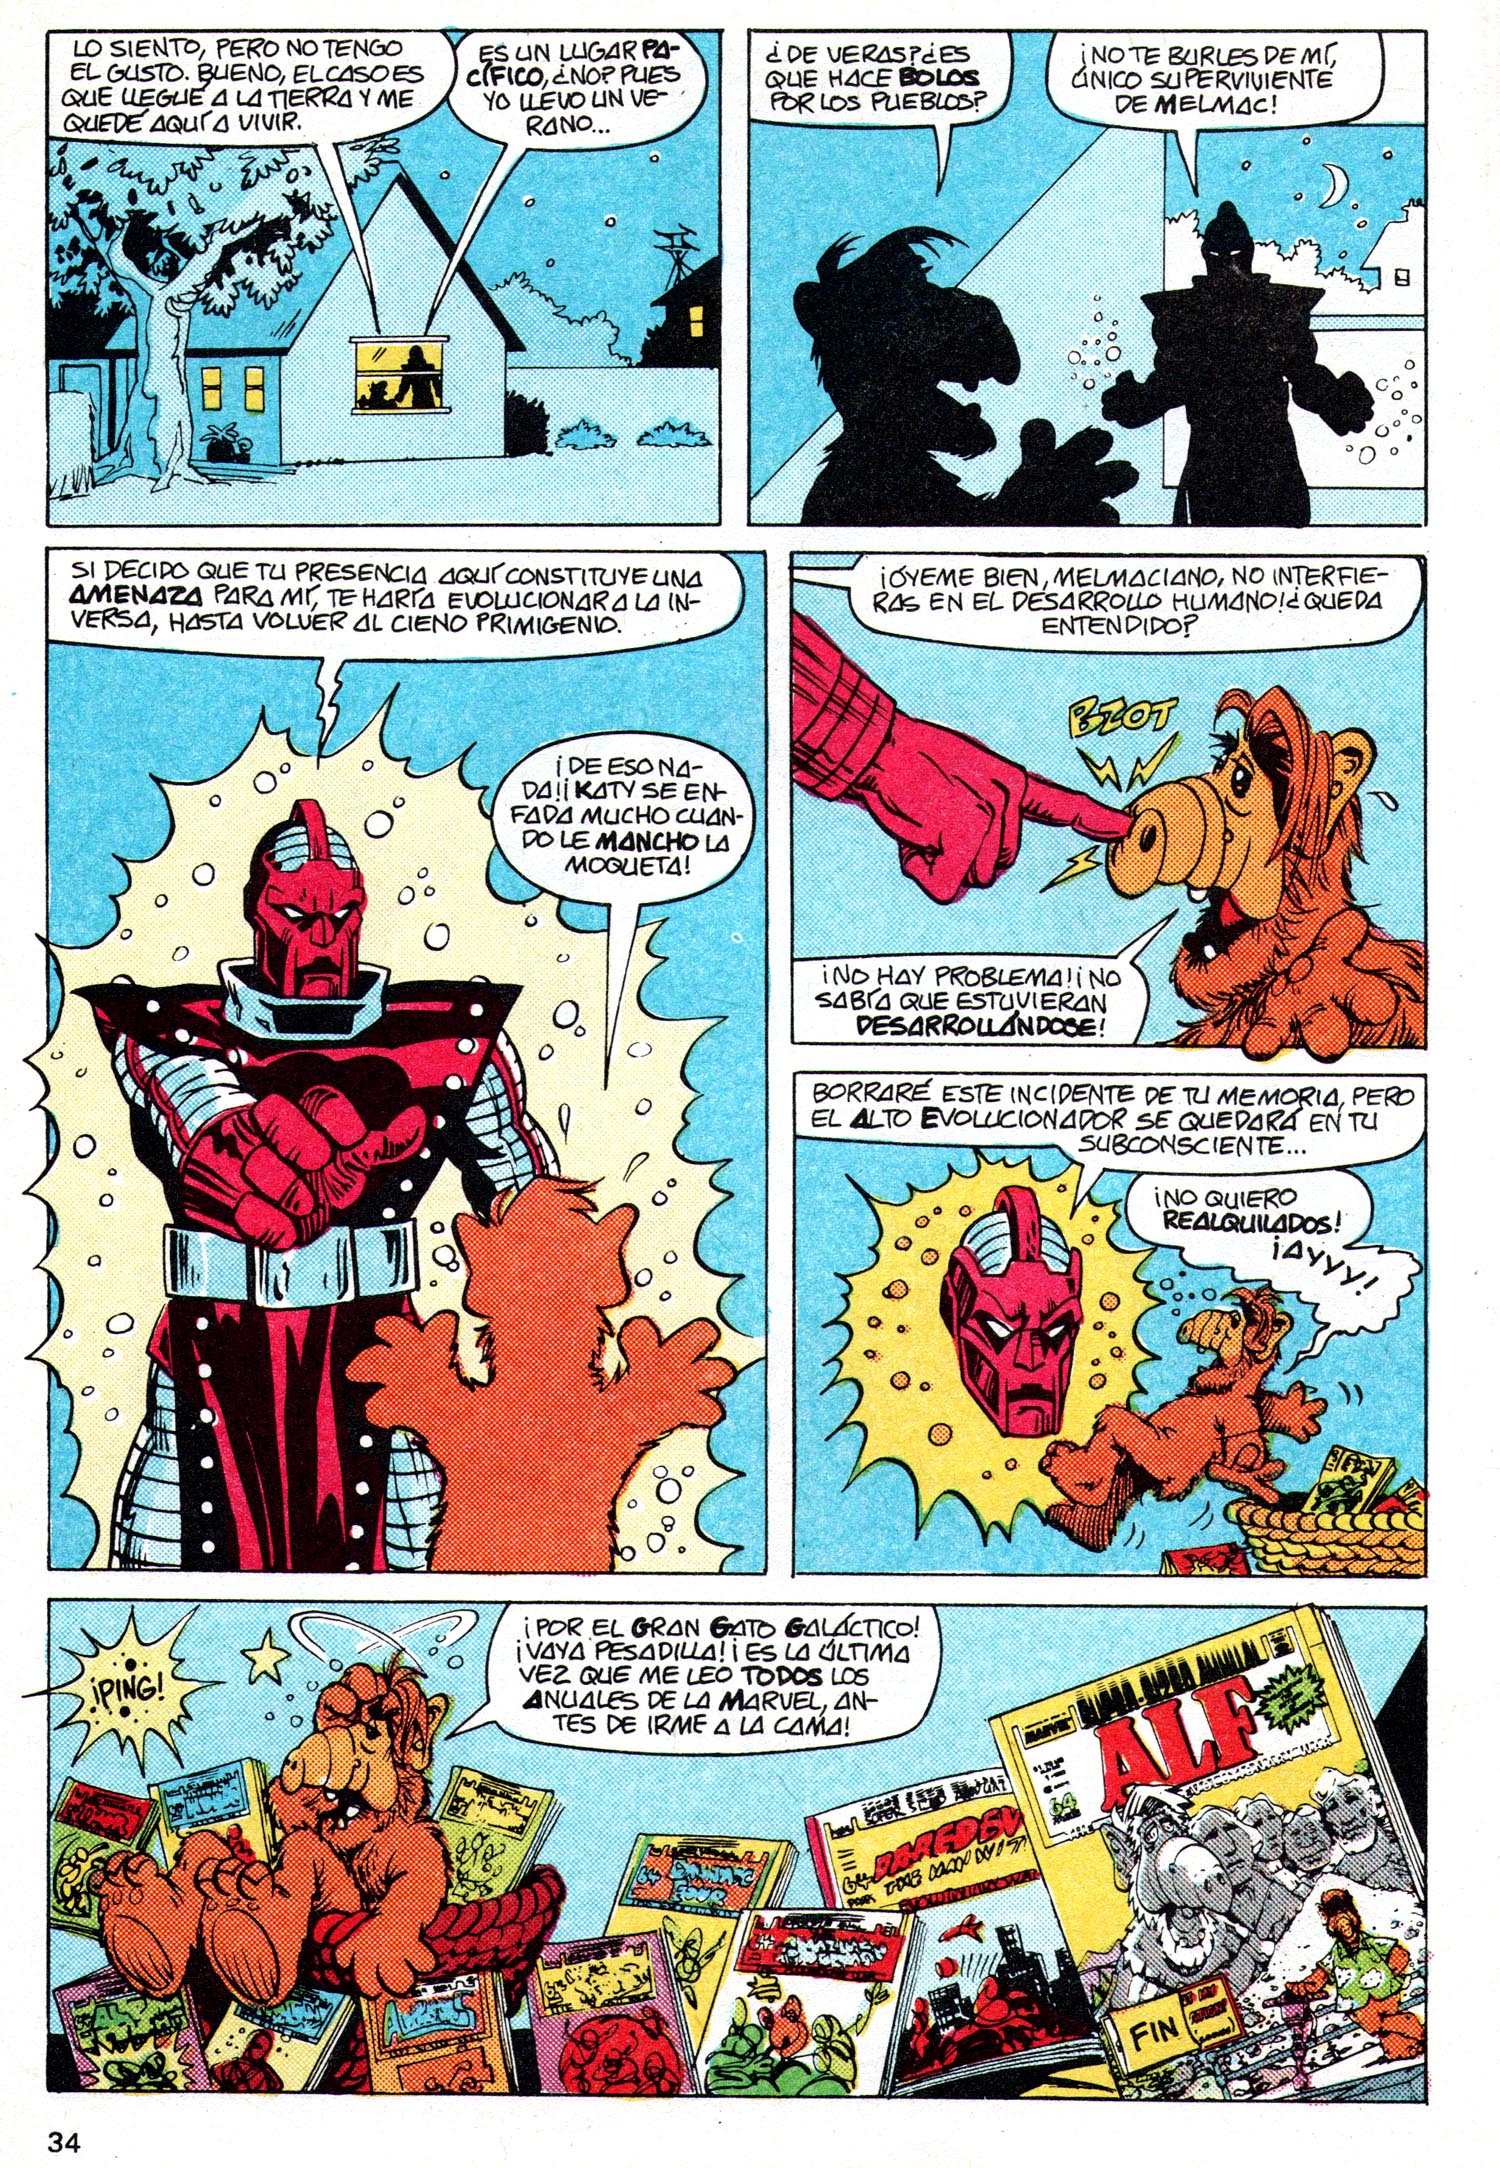 LO SIENTO, PERO NO TENGO
EL GUSTO. BUENO, EL CASO ES
QUE LLEGUÉ A LA TIERRA Y ME
QUEDÉ AQUÍ A VIVIR.
ES UN LUGAR PA-
CÍFICO, ¿NO? PUES
YO LLEVO UN VE-
RANO...
¿DE VERAS? ¿ES
QUE HACE BOLOS
POR LOS PUEBLOS?
¡NO TE BURLES DE MÍ,
ÚNICO SUPERVIVIENTE
DE MELMAC!
SI DECIDO QUE TU PRESENCIA AQUÍ CONSTITUYE UNA
AMENAZA PARA MÍ, TE HARÍA EVOLUCIONAR A LA IN-
VERSA, HASTA VOLVER AL CIENO PRIMIGENIO.
¡DE ESO NA-
DA! ¡KATY SE EN-
FADA MUCHO CUAN-
DO LE MANCHO LA
MOQUETA!
¡ÓYEME BIEN, MELMACIANO, NO INTERFIE-
RAS EN EL DESARROLLO HUMANO! ¿QUEDA
ENTENDIDO?
BZOT
¡NO HAY PROBLEMA! ¡NO
SABÍA QUE ESTUVIERAN
DESARROLLÁNDOSE!
BORRARÉ ESTE INCIDENTE DE TU MEMORIA, PERO
EL ALTO EVOLUCIONADOR SE QUEDARÁ EN TU
SUBCONSCIENTE...
¡NO QUIERO
REALQUILADOS!
¡AYYY!
¡PING!
¡POR EL GRAN GATO GALÁCTICO!
¡VAYA PESADILLA! ¡ES LA ÚLTIMA
VEZ QUE ME LEO TODOS LOS
ANUALES DE LA MARVEL, AN-
TES DE IRME A LA CAMA!
MARVEL
ALF
64
FIN
34